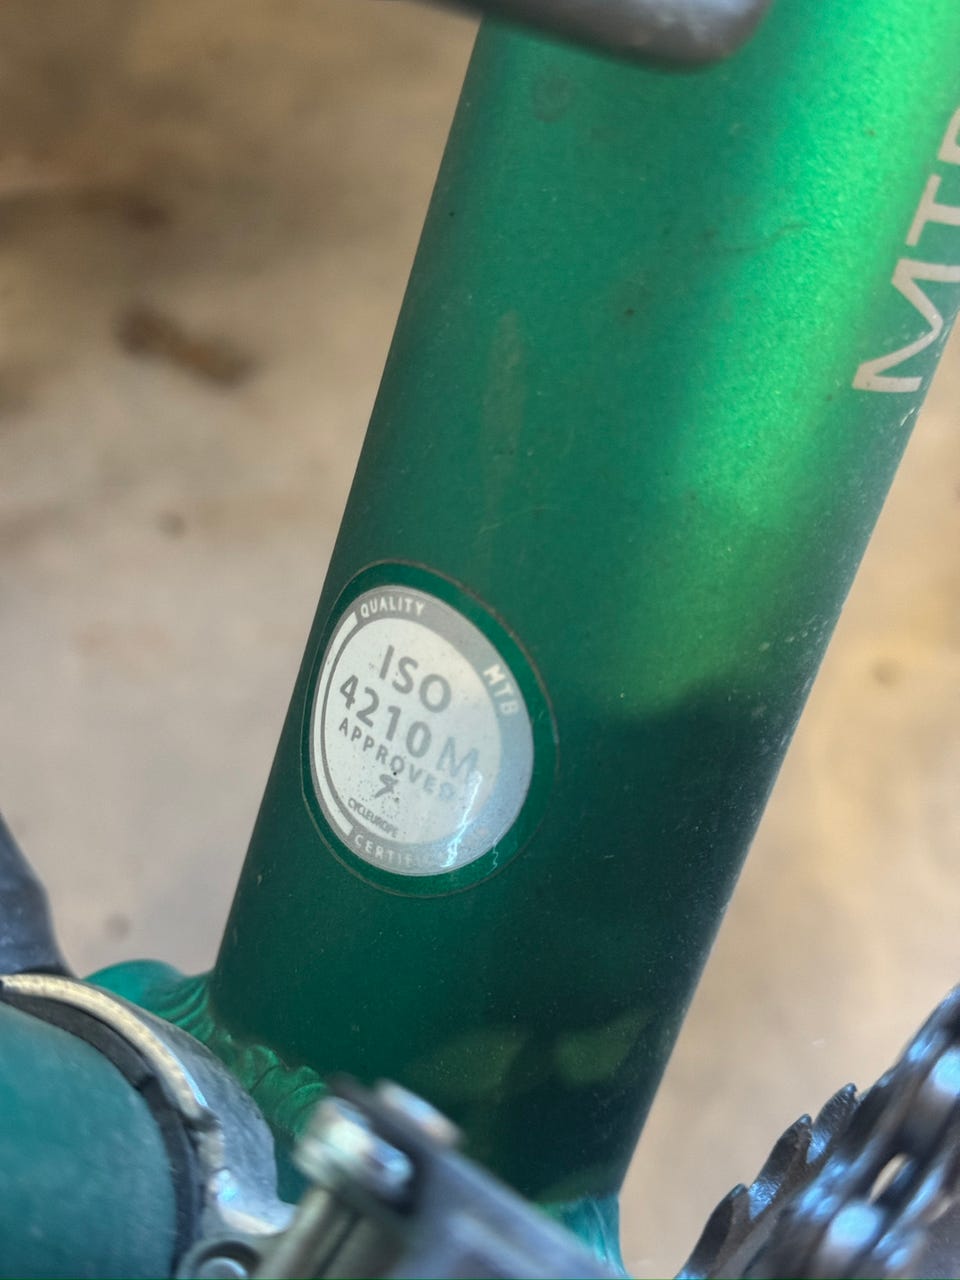 QUALITY
MTB
ISO
4210 M
APPROVED
CYCLEUROPE